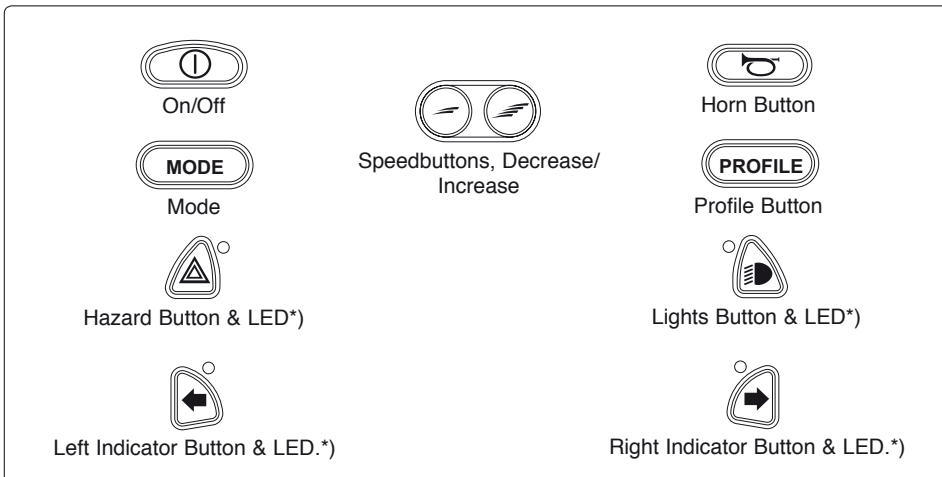 On/Off
Speedbuttons, Decrease/
Increase
Horn Button
MODE
Mode
PROFILE
Profile Button
Hazard Button & LED*)
Lights Button & LED*)
Left Indicator Button & LED.*)
Right Indicator Button & LED.*)